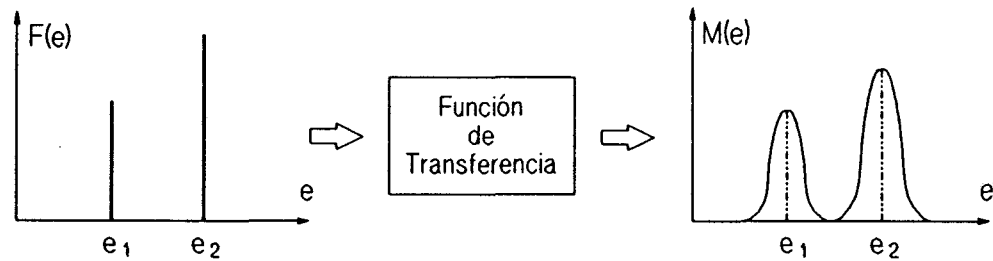 F(e)
e
e₁
e₂
Función
de
Transferencia
M(e)
e
e₁
e₂